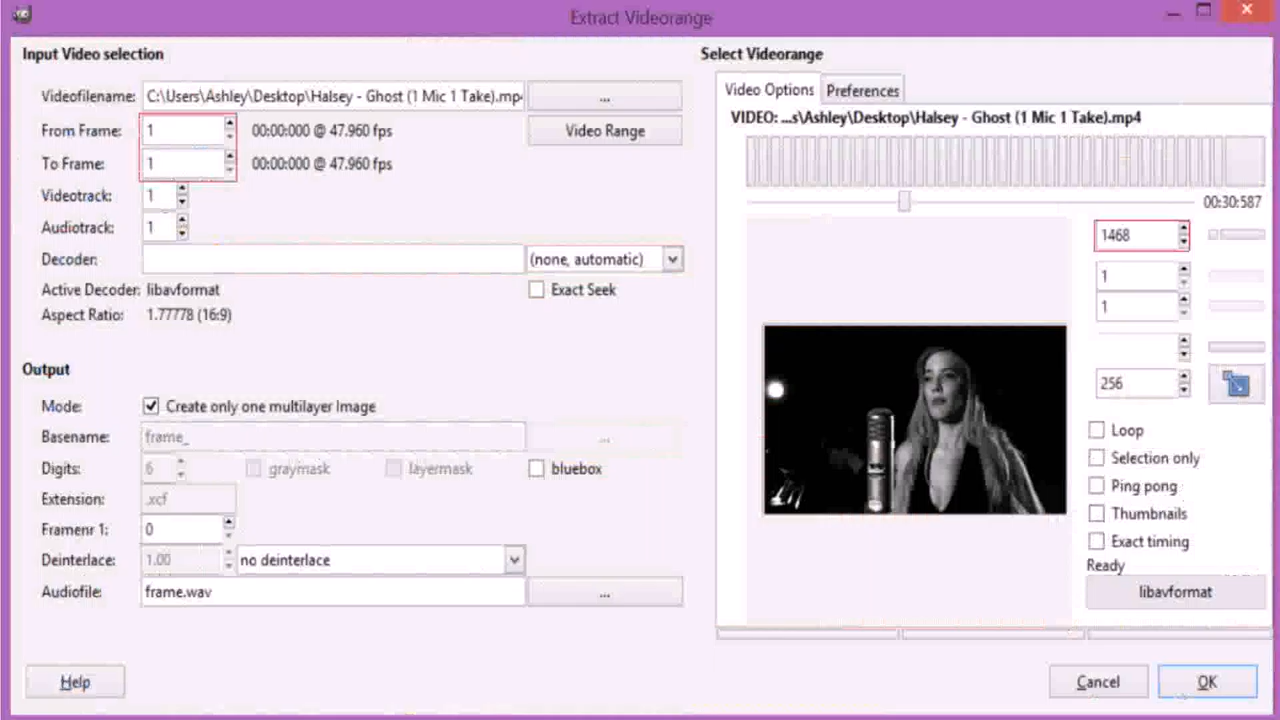 Extract Videorange
Input Video selection
Videofilename: C:\Users\Ashley\Desktop\Halsey - Ghost (1 Mic 1 Take).mp ...
From Frame: 1 00:00:000 @ 47.960 fps Video Range
To Frame: 1 00:00:000 @ 47.960 fps
Videotrack: 1
Audiotrack: 1
Decoder: (none, automatic)
Active Decoder: libavformat Exact Seek
Aspect Ratio: 1.77778 (16:9)
Output
Mode: Create only one multilayer Image
Basename: frame_ ...
Digits: 6 graymask layermask bluebox
Extension: .xcf
Framenr 1: 0
Deinterlace: 1.00 no deinterlace
Audiofile: frame.wav ...
Help
Select Videorange
Video Options Preferences
VIDEO: ...s\Ashley\Desktop\Halsey - Ghost (1 Mic 1 Take).mp4
00:30:587
1468
1
1
256
Loop
Selection only
Ping pong
Thumbnails
Exact timing
Ready
libavformat
Cancel OK